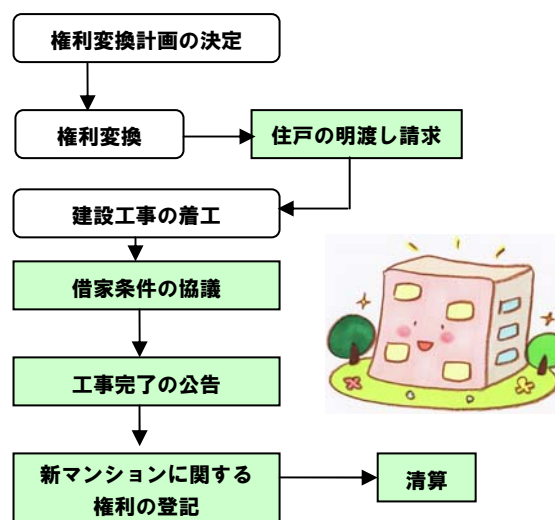 権利変換計画の決定
権利変換
住戸の明渡し請求
建設工事の着工
借家条件の協議
工事完了の公告
新マンションに関する
権利の登記
清算